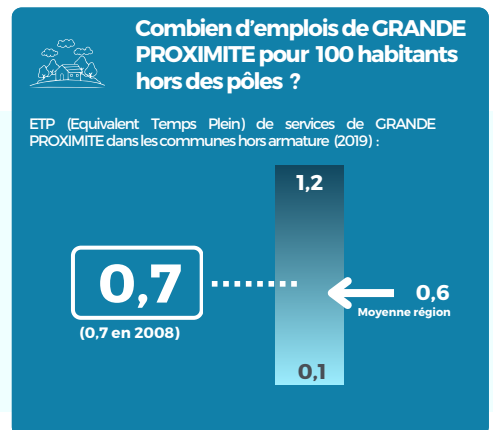 Combien d'emplois de GRANDE
PROXIMITE pour 100 habitants
hors des pôles ?
ETP (Equivalent Temps Plein) de services de GRANDE
PROXIMITE dans les communes hors armature (2019) :
1,2
0,7
0,6
Moyenne région
(0,7 en 2008)
0,1